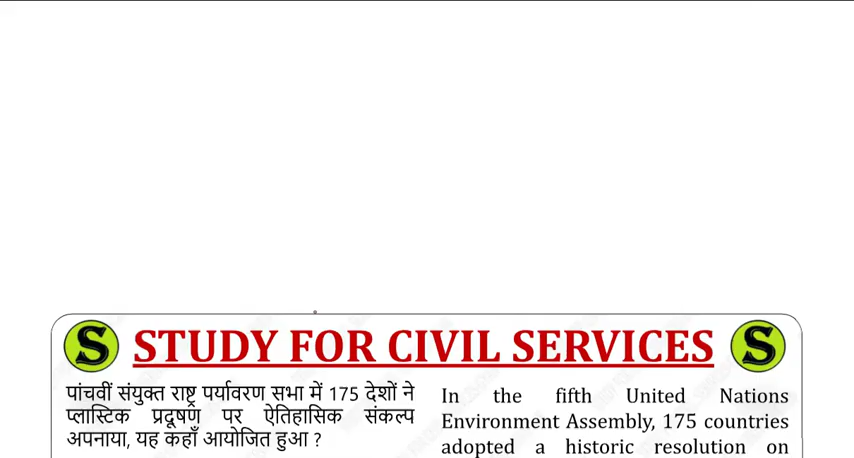 S STUDY FOR CIVIL SERVICES S
पांचवीं संयुक्त राष्ट्र पर्यावरण सभा में 175 देशों ने
प्लास्टिक प्रदूषण पर ऐतिहासिक संकल्प
अपनाया, यह कहाँ आयोजित हुआ ?
In the fifth United Nations
Environment Assembly, 175 countries
adopted a historic resolution on